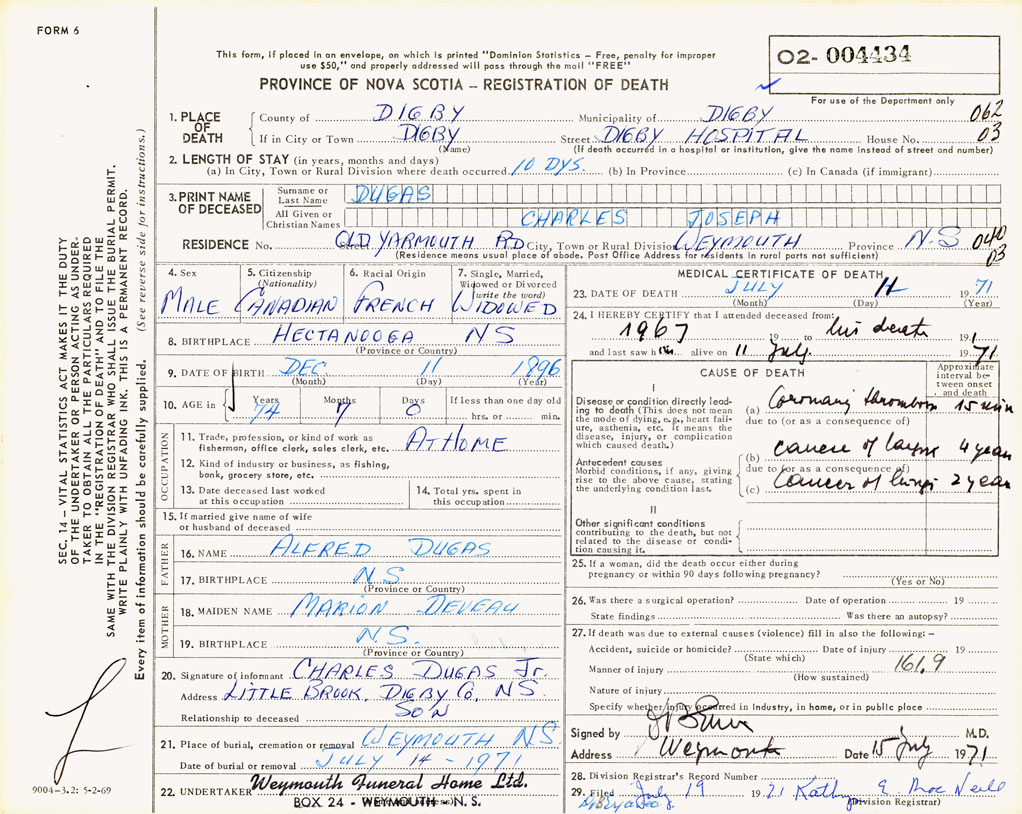 FORM 6
This form, if placed in an envelope, on which is printed "Dominion Statistics – Free, penalty for improper
use $50," and properly addressed will pass through the mail "FREE"
02- 004434
PROVINCE OF NOVA SCOTIA – REGISTRATION OF DEATH
For use of the Department only
1. PLACE OF DEATH
County of DIGBY Municipality of DIGBY 062
If in City or Town DIGBY Street DIGBY HOSPITAL House No. 03
(Name) (If death occurred in a hospital or institution, give the name instead of street and number)
2. LENGTH OF STAY (in years, months and days)
(a) In City, Town or Rural Division where death occurred 10 DYS. (b) In Province (c) In Canada (if immigrant)
3. PRINT NAME OF DECEASED
Surname or Last Name DUGAS
All Given or Christian Names CHARLES JOSEPH
RESIDENCE No. OLD YARMOUTH RD City, Town or Rural Division WEYMOUTH Province N-S 040
(Residence means usual place of abode. Post Office Address for residents in rural parts not sufficient) 03
4. Sex 5. Citizenship (Nationality) 6. Racial Origin 7. Single, Married, Widowed or Divorced (write the word)
MALE CANADIAN FRENCH WIDOWED
8. BIRTHPLACE HECTANOOGA NS
(Province or Country)
9. DATE OF BIRTH DEC. 11 1896
(Month) (Day) (Year)
10. AGE in Years Months Days If less than one day old
74 7 0 hrs. or min.
OCCUPATION
11. Trade, profession, or kind of work as
fisherman, office clerk, sales clerk, etc. AT HOME
12. Kind of industry or business, as fishing,
bank, grocery store, etc.
13. Date deceased last worked
at this occupation
14. Total yrs. spent in
this occupation
15. If married give name of wife
or husband of deceased
FATHER
16. NAME ALFRED DUGAS
17. BIRTHPLACE N.S
(Province or Country)
MOTHER
18. MAIDEN NAME MARION DEVEAU
19. BIRTHPLACE N.S.
(Province or Country)
20. Signature of informant CHARLES DUGAS Jr.
Address LITTLE BROOK, DIGBY Co, NS
Relationship to deceased SON
21. Place of burial, cremation or removal WEYMOUTH NS
Date of burial or removal JULY 14 - 1971
22. UNDERTAKER Weymouth Funeral Home Ltd.
BOX 24 - WEYMOUTH - N. S.
MEDICAL CERTIFICATE OF DEATH
23. DATE OF DEATH JULY 11 1971
(Month) (Day) (Year)
24. I HEREBY CERTIFY that I attended deceased from:
1967 19 to his death 19
and last saw him alive on 11 July 1971
CAUSE OF DEATH
Approximate interval between onset and death
I
Disease or condition directly leading to death (This does not mean
the mode of dying, e.g., heart failure, asthenia, etc. It means the
disease, injury, or complication
which caused death.)
(a) Coronary thrombosis 15 min
due to (or as a consequence of)
(b) cancer of larynx 4 year
Antecedent causes
Morbid conditions, if any, giving
rise to the above cause, stating
the underlying condition last.
due to (or as a consequence of)
(c) Cancer of lungs 2 year
II
Other significant conditions
contributing to the death, but not
related to the disease or condition causing it.
25. If a woman, did the death occur either during
pregnancy or within 90 days following pregnancy?
(Yes or No)
26. Was there a surgical operation? Date of operation 19
State findings Was there an autopsy?
27. If death was due to external causes (violence) fill in also the following: –
Accident, suicide or homicide? Date of injury 19
(State which)
Manner of injury 161.9
(How sustained)
Nature of injury
Specify whether injury occurred in industry, in home, or in public place
Signed by M.D.
Address Weymouth Date 15 July 1971
28. Division Registrar's Record Number
29. Filed July 19 1971 Kathryn E. MacNeill
(Division Registrar)
SEC. 14 – VITAL STATISTICS ACT MAKES IT THE DUTY
OF THE UNDERTAKER OR PERSON ACTING AS UNDER-
TAKER TO OBTAIN ALL THE PARTICULARS REQUIRED
IN THE "REGISTRATION OF DEATH" AND TO FILE THE
SAME WITH THE DIVISION REGISTRAR WHO SHALL ISSUE THE BURIAL PERMIT.
WRITE PLAINLY WITH UNFADING INK. THIS IS A PERMANENT RECORD.
Every item of information should be carefully supplied. (See reverse side for instructions.)
9004–3.2: 5-2-69